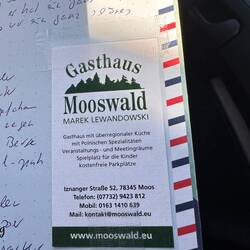 Gasthaus
Mooswald
MAREK LEWANDOWSKI
Gasthaus mit überregionaler Küche
mit Polnischen Spezialitäten
Veranstaltungs - und Meetingräume
Spielplatz für die Kinder
kostenfreie Parkplätze
Iznanger Straße 52, 78345 Moos
Telefon: (07732) 9423 812
Mobil: 0163 1410 639
Mail: kontakt@mooswald.eu
www.mooswald.eu